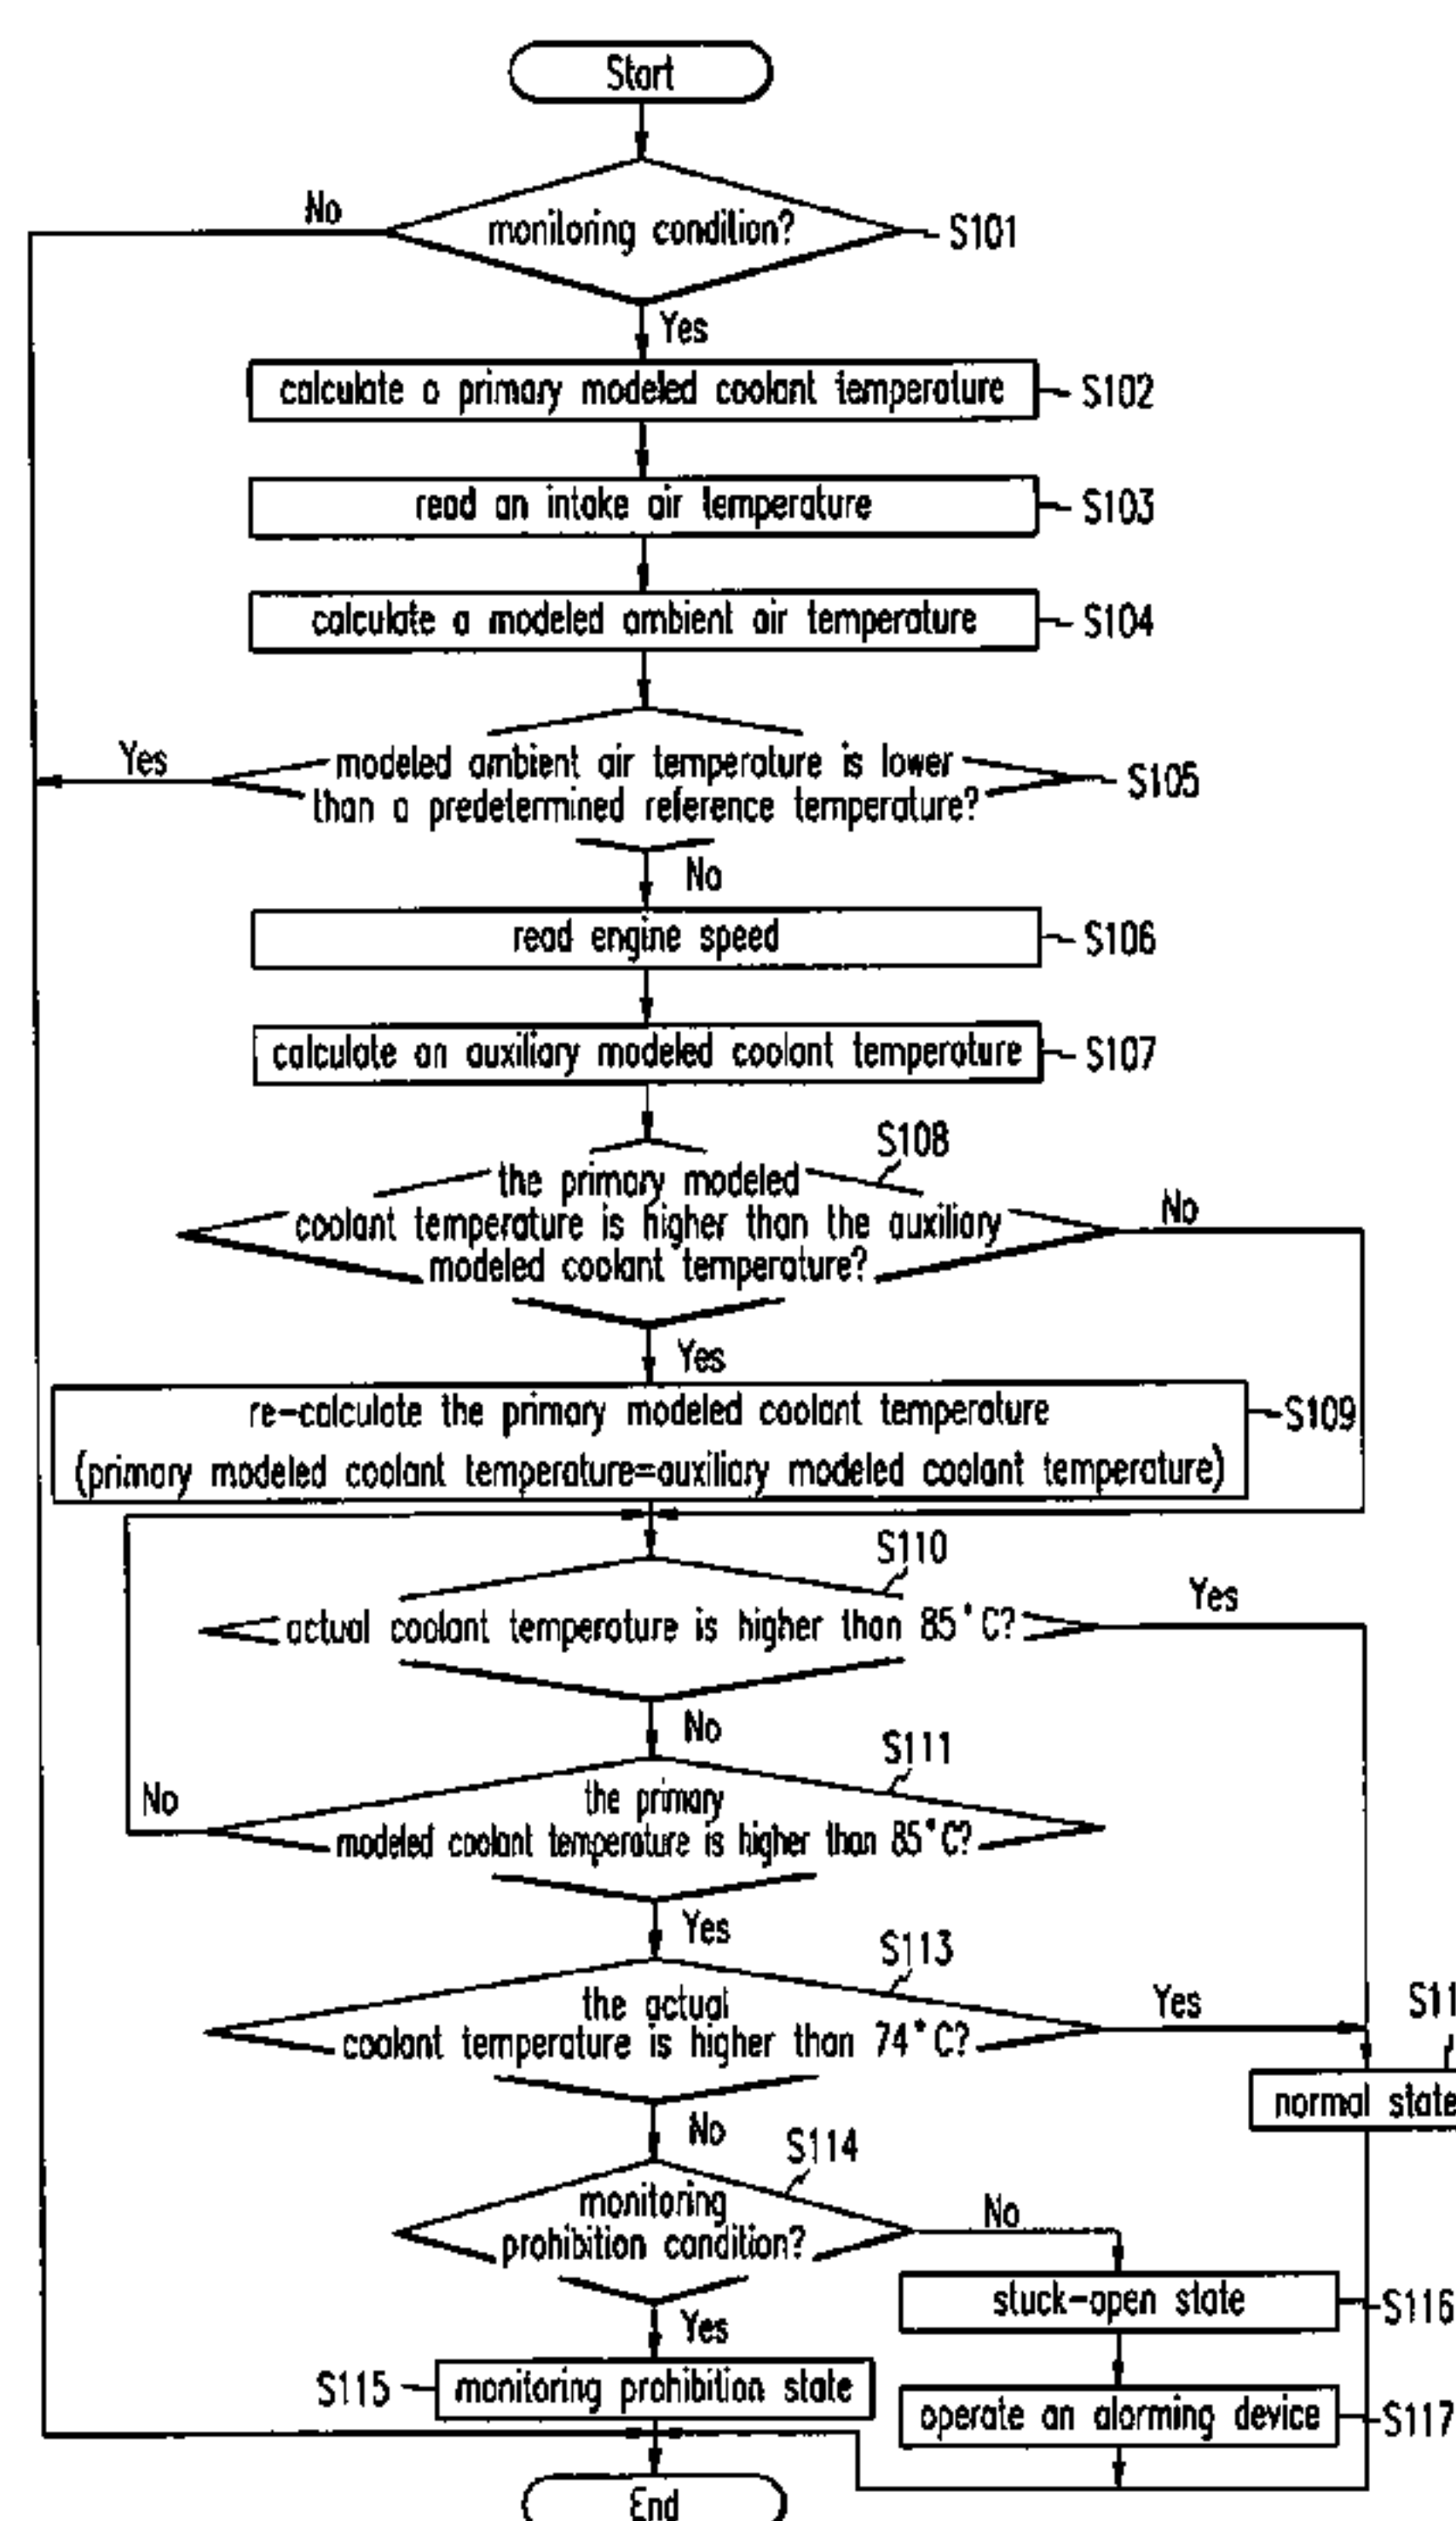 Start
No
monitoring condition?
S101
Yes
calculate a primary modeled coolant temperature
S102
read an intake air temperature
S103
calculate a modeled ambient air temperature
S104
Yes
modeled ambient air temperature is lower
than a predetermined reference temperature?
S105
No
read engine speed
S106
calculate an auxiliary modeled coolant temperature
S107
S108
the primary modeled
coolant temperature is higher than the auxiliary
modeled coolant temperature?
No
Yes
re-calculate the primary modeled coolant temperature
(primary modeled coolant temperature=auxiliary modeled coolant temperature)
S109
S110
actual coolant temperature is higher than 85°C?
Yes
No
S111
No
the primary
modeled coolant temperature is higher than 85°C?
Yes
S113
the actual
coolant temperature is higher than 74°C?
Yes
S11
normal state
No
S114
monitoring
prohibition condition?
No
stuck-open state
S116
Yes
S115
monitoring prohibition state
operate an alarming device
S117
End